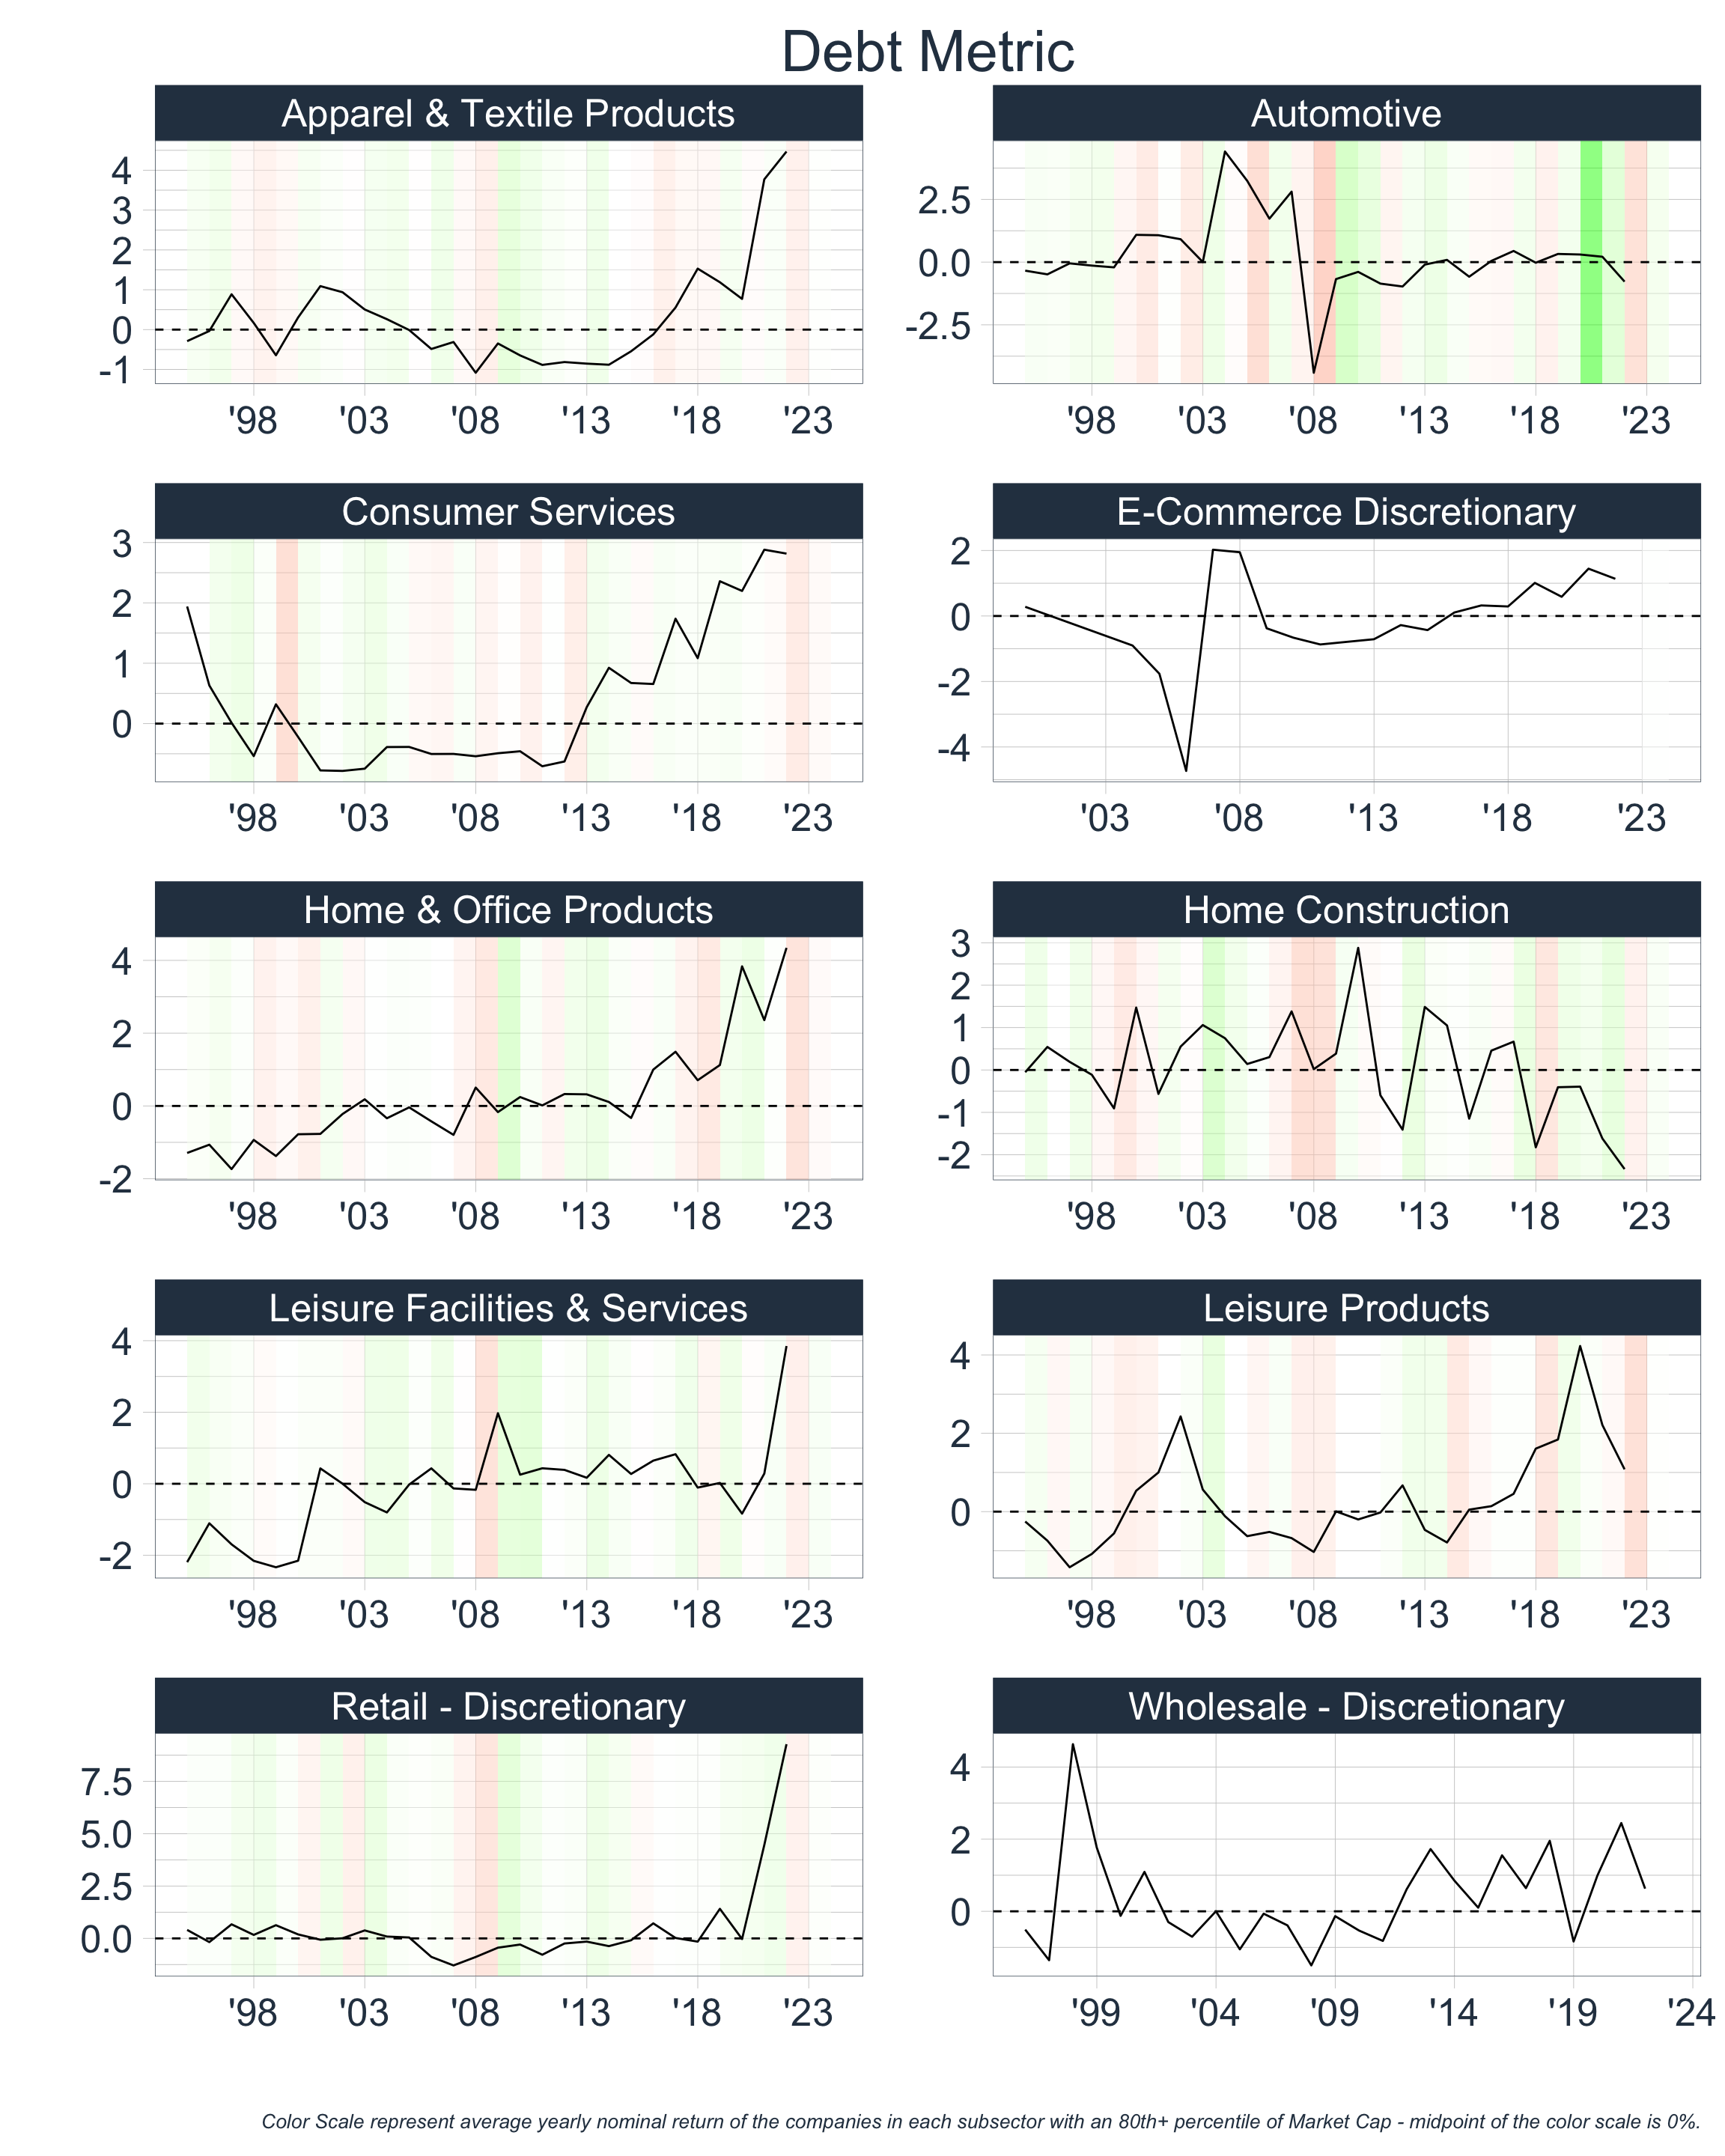 Debt Metric
Apparel & Textile Products
4
3
2
1
0
-1
'98 '03 '08 '13 '18 '23
Automotive
2.5
0.0
-2.5
'98 '03 '08 '13 '18 '23
Consumer Services
3
2
1
0
'98 '03 '08 '13 '18 '23
E-Commerce Discretionary
2
0
-2
-4
'03 '08 '13 '18 '23
Home & Office Products
4
2
0
-2
'98 '03 '08 '13 '18 '23
Home Construction
3
2
1
0
-1
-2
'98 '03 '08 '13 '18 '23
Leisure Facilities & Services
4
2
0
-2
'98 '03 '08 '13 '18 '23
Leisure Products
4
2
0
'98 '03 '08 '13 '18 '23
Retail - Discretionary
7.5
5.0
2.5
0.0
'98 '03 '08 '13 '18 '23
Wholesale - Discretionary
4
2
0
'99 '04 '09 '14 '19 '24
Color Scale represent average yearly nominal return of the companies in each subsector with an 80th+ percentile of Market Cap - midpoint of the color scale is 0%.